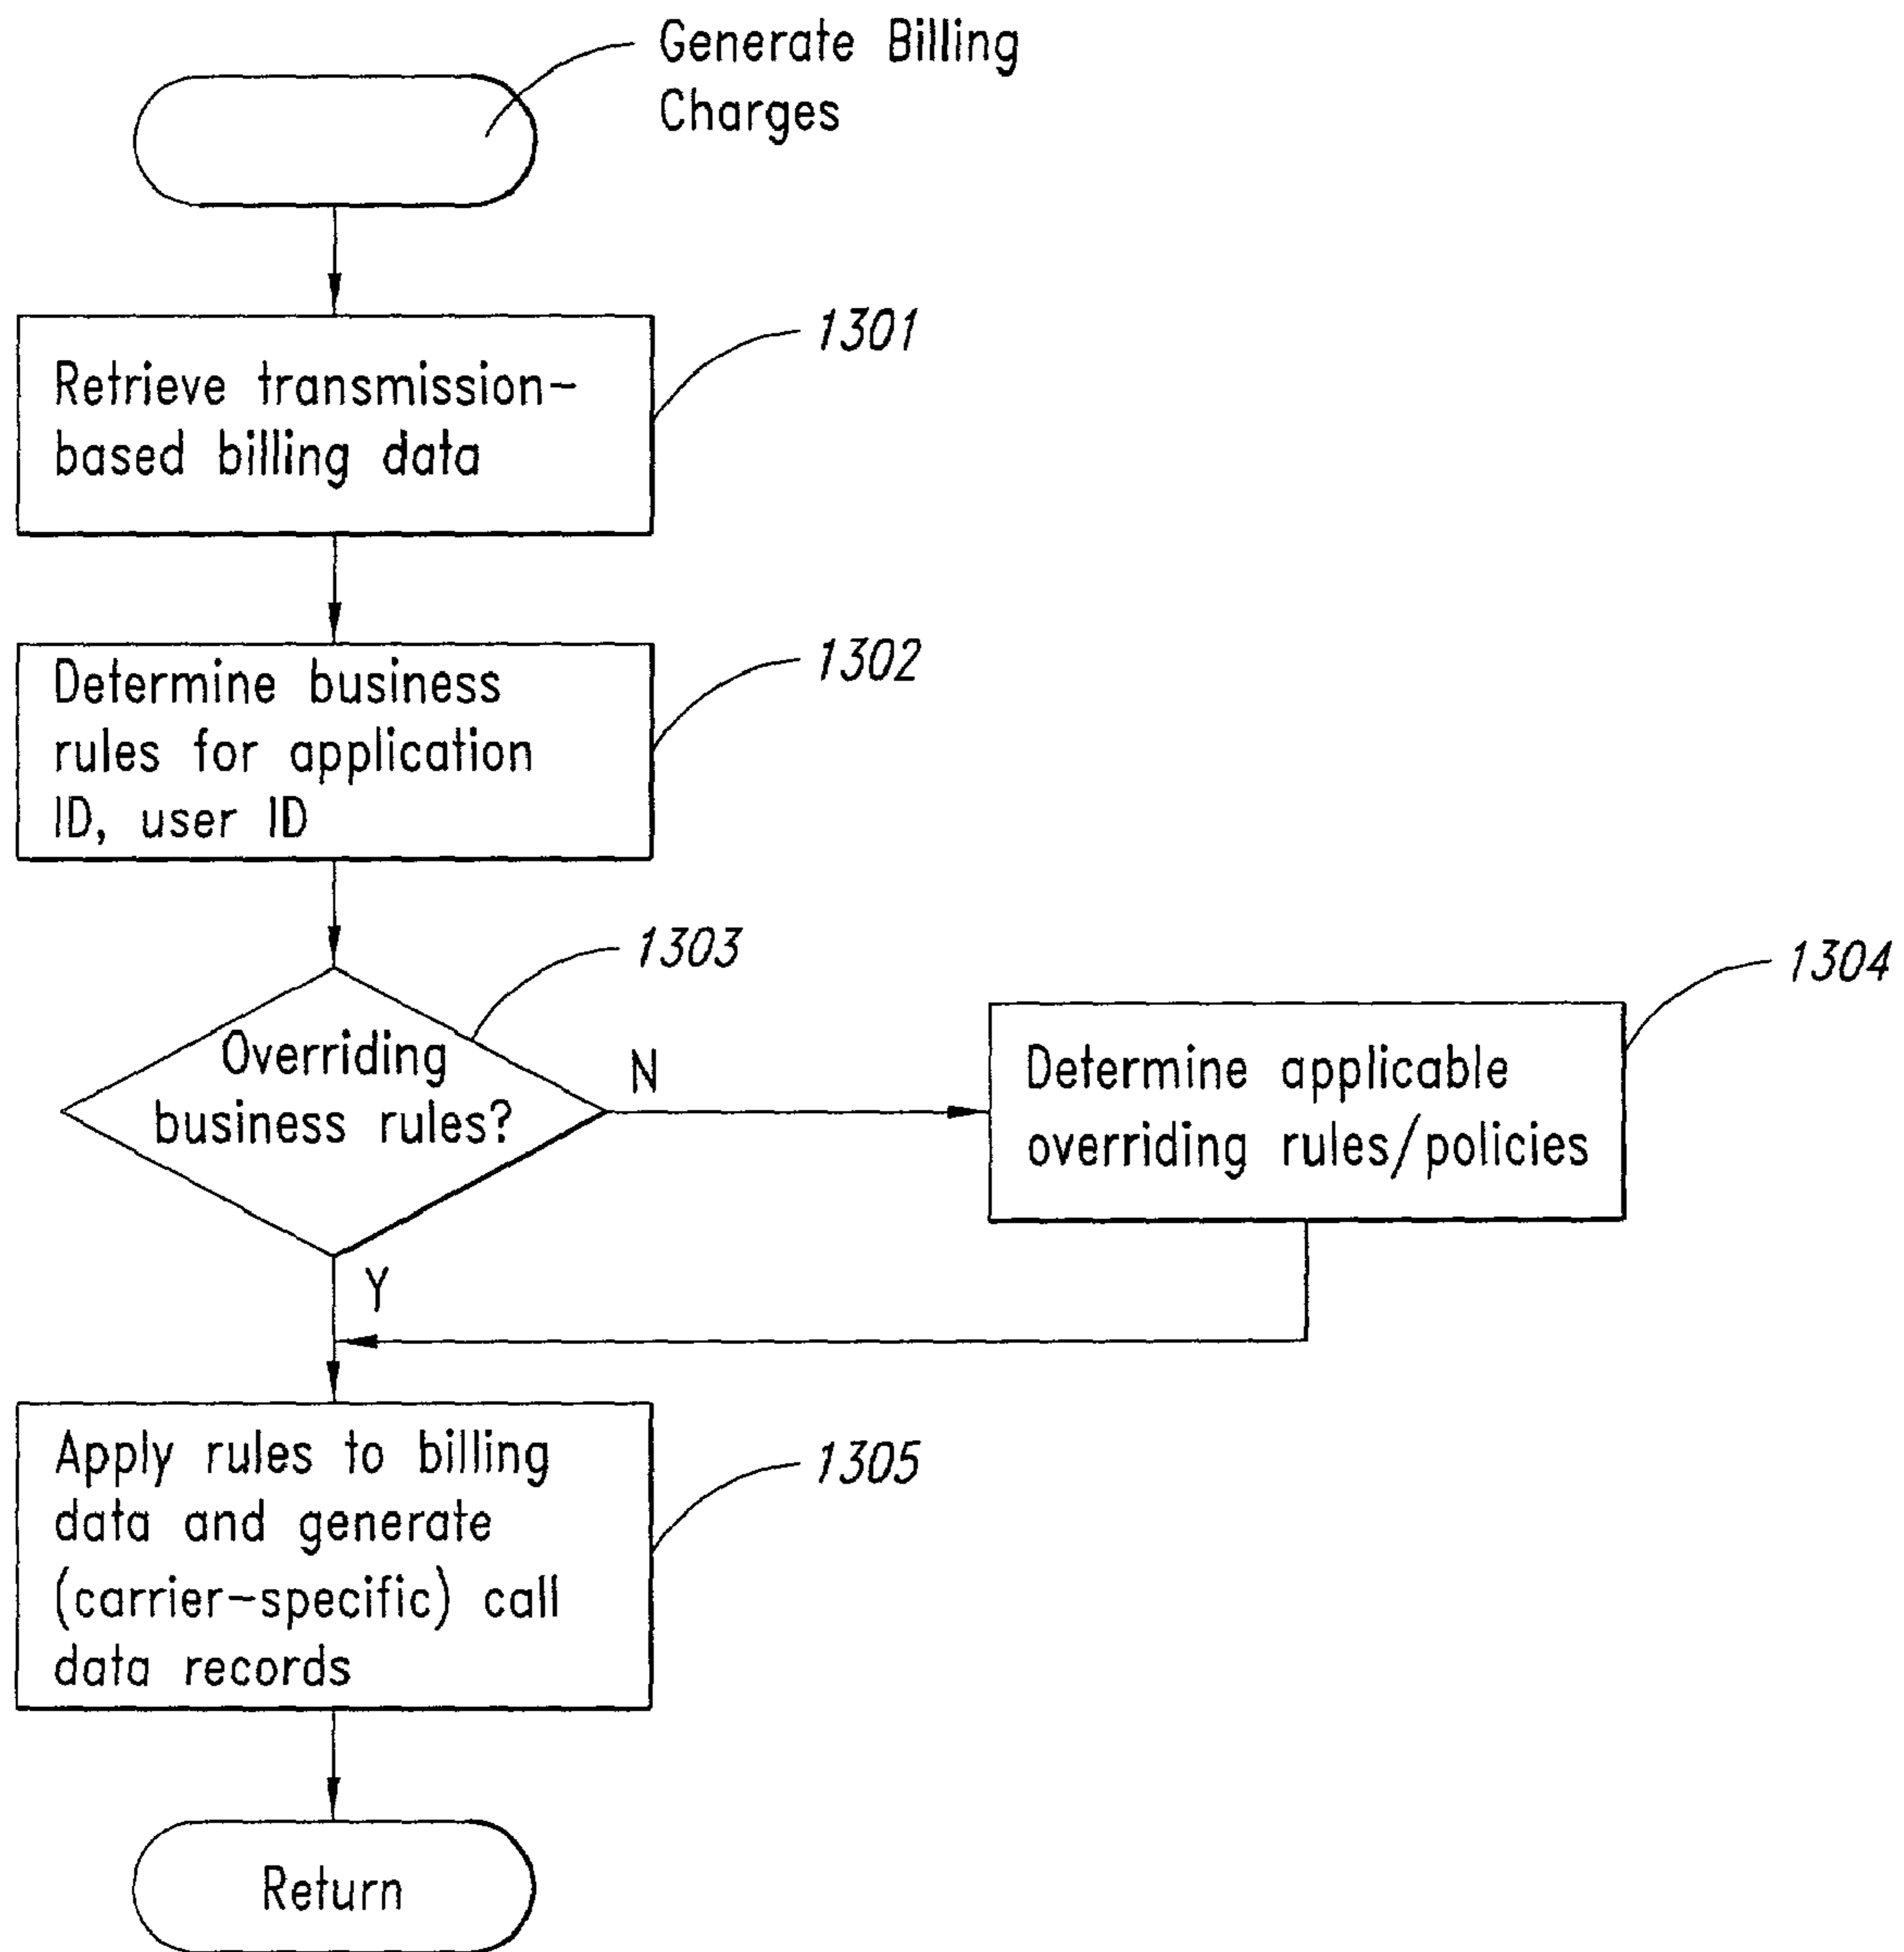 Generate Billing
Charges
1301
Retrieve transmission-
based billing data
1302
Determine business
rules for application
ID, user ID
1303
Overriding
business rules?
N
Y
1304
Determine applicable
overriding rules/policies
1305
Apply rules to billing
data and generate
(carrier-specific) call
data records
Return